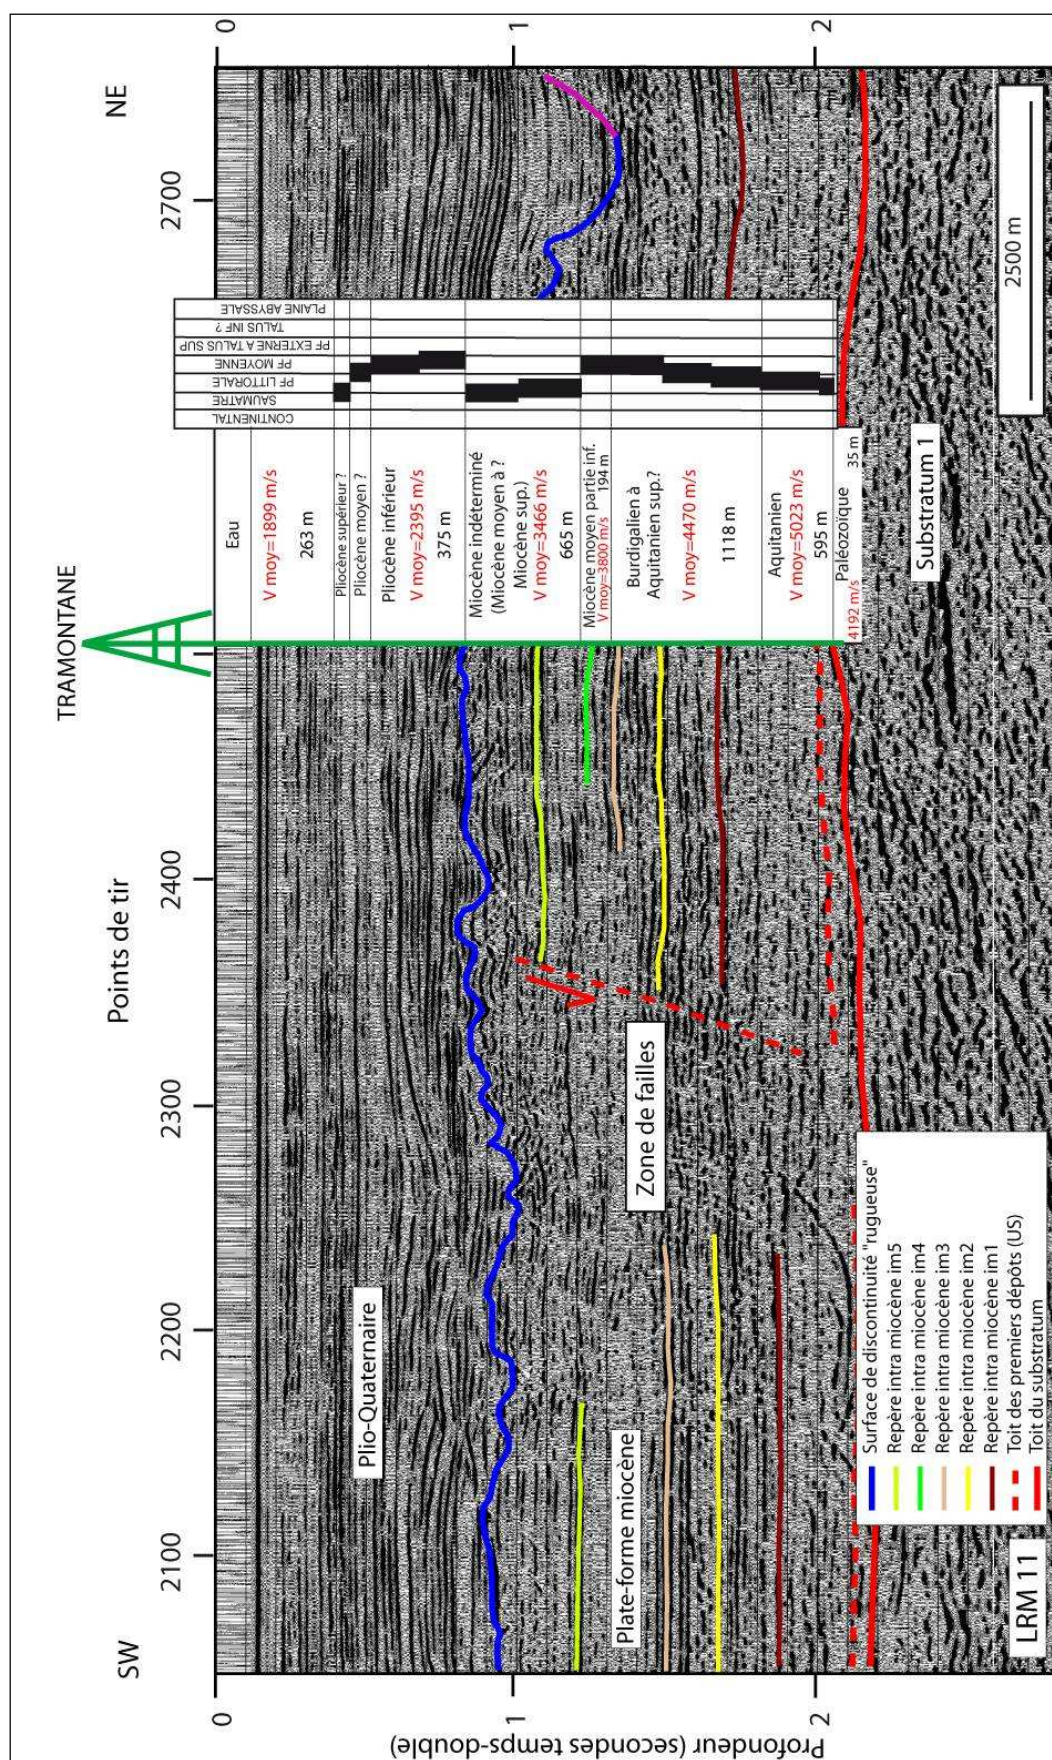 TRAMONTANE
Points de tir
SW
NE
2100
2200
2300
2400
2700
0
1
2
0
1
2
Profondeur (secondes temps-double)
Plio-Quaternaire
Plate-forme miocène
Zone de failles
Substratum 1
2500 m
LRM 11
Eau
V moy=1899 m/s
263 m
Pliocène supérieur ?
Pliocène moyen ?
Pliocène inférieur
V moy=2395 m/s
375 m
Miocène indéterminé
(Miocène moyen à ?
Miocène sup.)
V moy=3466 m/s
665 m
Miocène moyen partie inf.
V moy=3800 m/s
194 m
Burdigalien à
Aquitanien sup.?
V moy=4470 m/s
1118 m
Aquitanien
V moy=5023 m/s
595 m
Paléozoïque
4192 m/s
35 m
CONTINENTAL
SAUMATRE
PF LITTORALE
PF MOYENNE
PF EXTERNE A TALUS SUP
TALUS INF ?
PLAINE ABYSSALE
Surface de discontinuité "rugueuse"
Repère intra miocène im5
Repère intra miocène im4
Repère intra miocène im3
Repère intra miocène im2
Repère intra miocène im1
Toit des premiers dépôts (US)
Toit du substratum